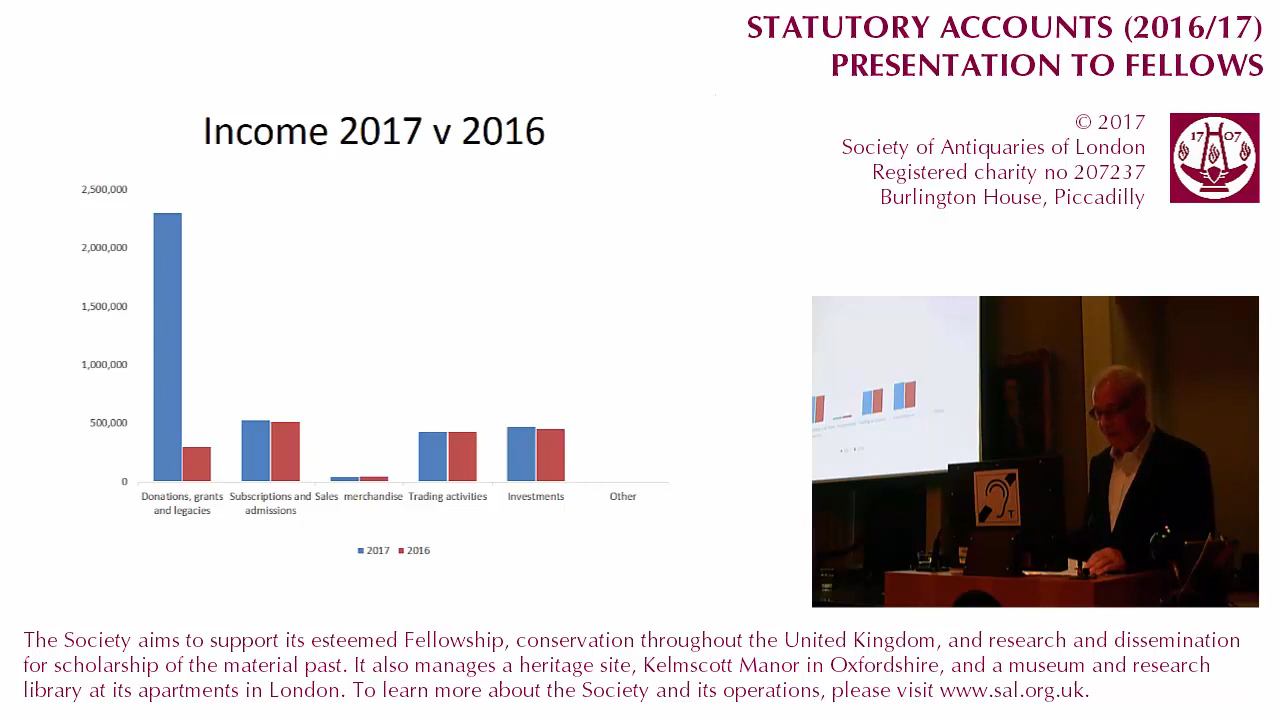 STATUTORY ACCOUNTS (2016/17)
PRESENTATION TO FELLOWS
© 2017
Society of Antiquaries of London
Registered charity no 207237
Burlington House, Piccadilly
17 07
Income 2017 v 2016
2,500,000
2,000,000
1,500,000
1,000,000
500,000
0
Donations, grants
and legacies
Subscriptions and
admissions
Sales merchandise
Trading activities
Investments
Other
2017
2016
T
The Society aims to support its esteemed Fellowship, conservation throughout the United Kingdom, and research and dissemination
for scholarship of the material past. It also manages a heritage site, Kelmscott Manor in Oxfordshire, and a museum and research
library at its apartments in London. To learn more about the Society and its operations, please visit www.sal.org.uk.